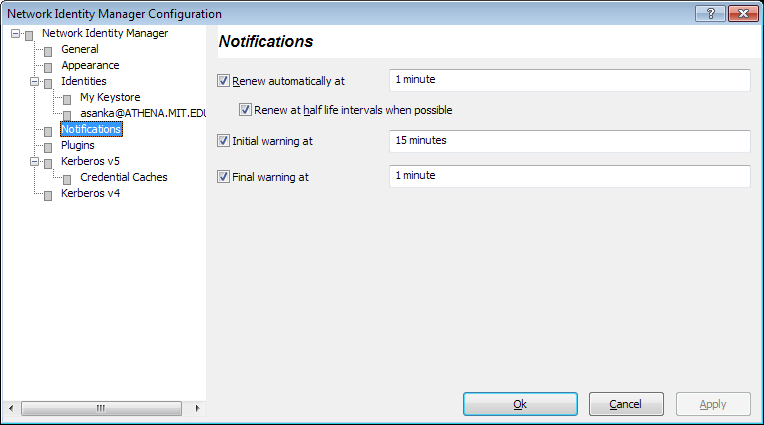 Network Identity Manager Configuration
Network Identity Manager
General
Appearance
Identities
My Keystore
asanka@ATHENA.MIT.EDU
Notifications
Plugins
Kerberos v5
Credential Caches
Kerberos v4
Notifications
Renew automatically at
1 minute
Renew at half life intervals when possible
Initial warning at
15 minutes
Final warning at
1 minute
Ok
Cancel
Apply